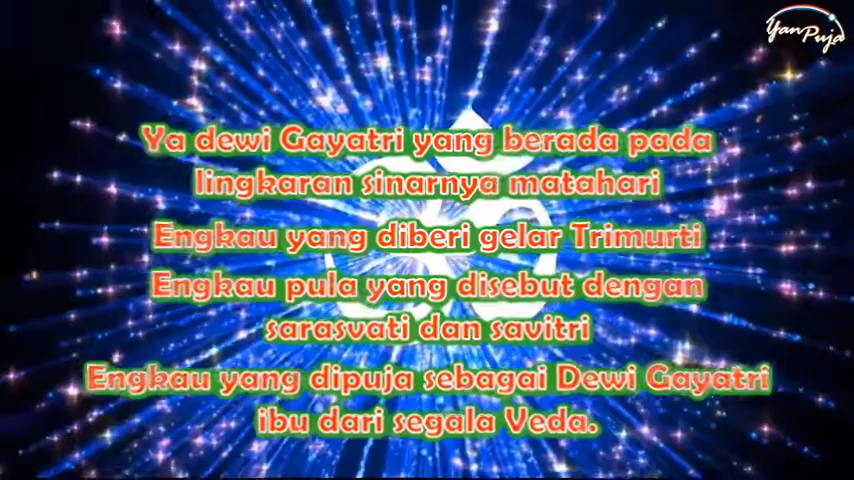 YanPuja
Ya dewi Gayatri yang berada pada
lingkaran sinarnya matahari
Engkau yang diberi gelar Trimurti
Engkau pula yang disebut dengan
sarasvati dan savitri
Engkau yang dipuja sebagai Dewi Gayatri
ibu dari segala Veda.